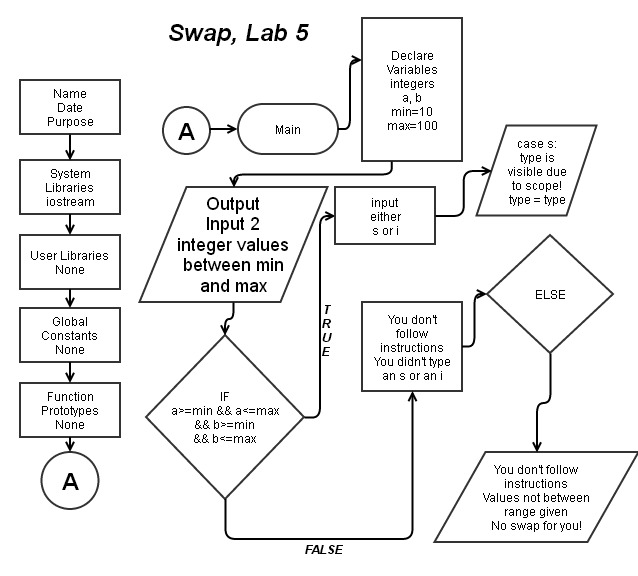 Swap, Lab 5
Name
Date
Purpose
System
Libraries
iostream
User Libraries
None
Global
Constants
None
Function
Prototypes
None
A
A
Main
Declare
Variables
integers
a, b
min=10
max=100
Output
Input 2
integer values
between min
and max
IF
a>=min && a<=max
&& b>=min
&& b<=max
T
R
U
E
input
either
s or i
case s:
type is
visible due
to scope!
type = type
FALSE
You don't
follow
instructions
You didn't type
an s or an i
ELSE
You don't follow
instructions
Values not between
range given
No swap for you!